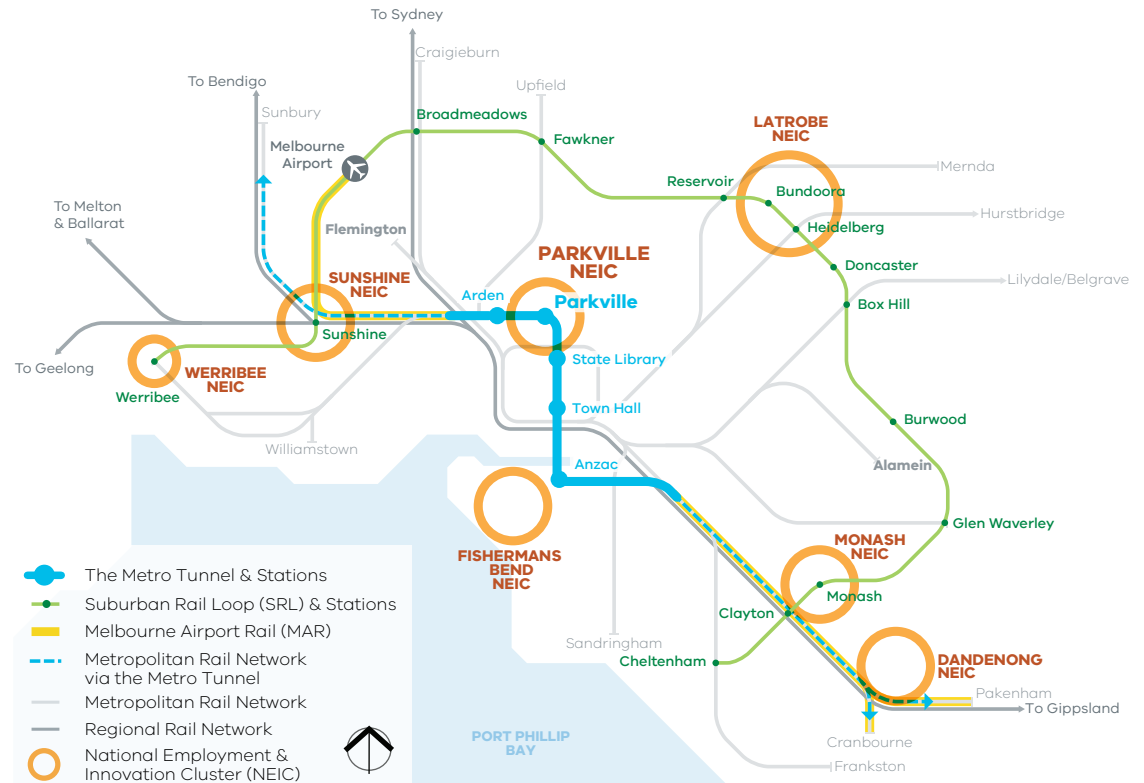 To Sydney
Craigieburn
To Bendigo
Upfield
Sunbury
Broadmeadows
LATROBE
NEIC
Melbourne
Airport
Fawkner
Mernda
Reservoir
Bundoora
To Melton
& Ballarat
Flemington
Hurstbridge
Heidelberg
PARKVILLE
NEIC
Doncaster
SUNSHINE
NEIC
Lilydale/Belgrave
Arden
Parkville
Box Hill
Sunshine
To Geelong
WERRIBEE
NEIC
State Library
Werribee
Town Hall
Burwood
Williamstown
Anzac
Alamein
Glen Waverley
FISHERMANS
BEND
NEIC
MONASH
NEIC
Monash
Clayton
Sandringham
Cheltenham
DANDENONG
NEIC
Pakenham
To Gippsland
Cranbourne
Frankston
PORT PHILLIP
BAY
The Metro Tunnel & Stations
Suburban Rail Loop (SRL) & Stations
Melbourne Airport Rail (MAR)
Metropolitan Rail Network
via the Metro Tunnel
Metropolitan Rail Network
Regional Rail Network
National Employment &
Innovation Cluster (NEIC)